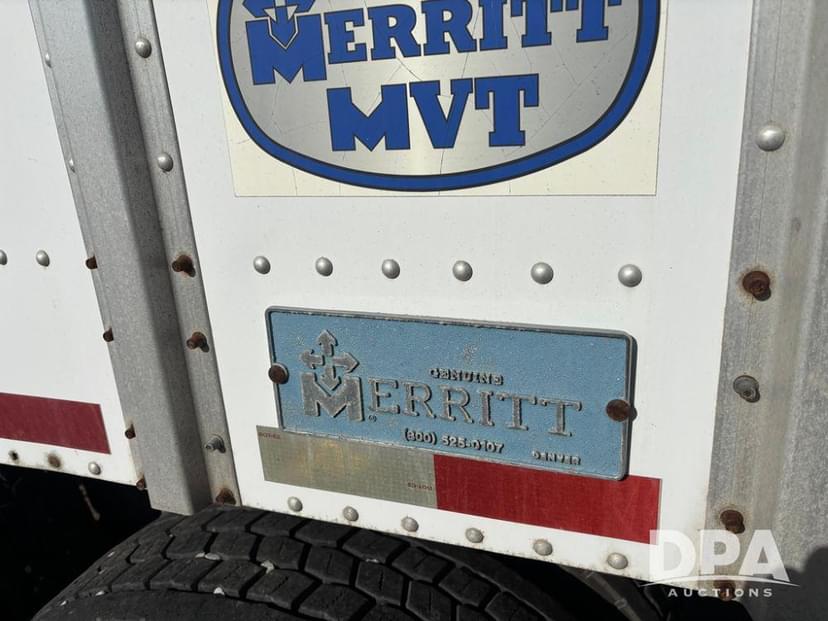 MERRITT
MVT
GENUINE
MERRITT
(800) 525-0107
DENVER
DPA
AUCTIONS